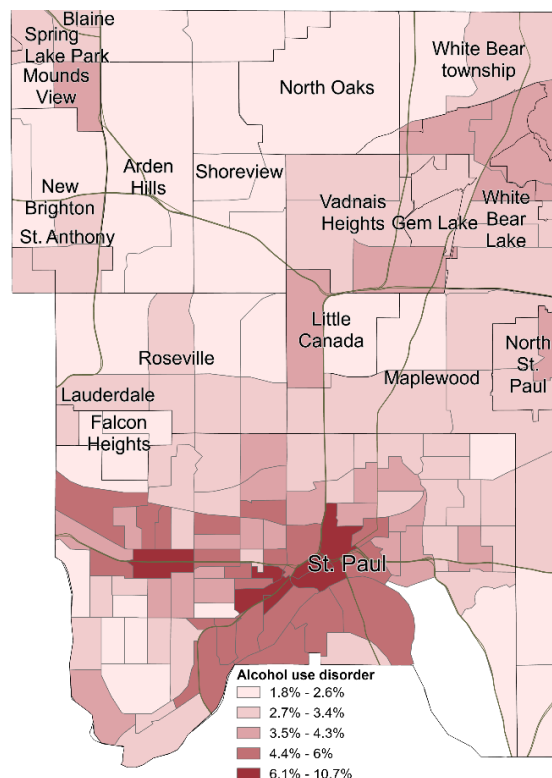 Blaine
Spring
Lake Park
Mounds
View
White Bear
township
North Oaks
Arden
Hills
Shoreview
New
Brighton
St. Anthony
Vadnais
Heights
Gem Lake
White
Bear
Lake
Little
Canada
Roseville
North
St.
Paul
Maplewood
Lauderdale
Falcon
Heights
St. Paul
Alcohol use disorder
1.8% - 2.6%
2.7% - 3.4%
3.5% - 4.3%
4.4% - 6%
6.1% - 10.7%